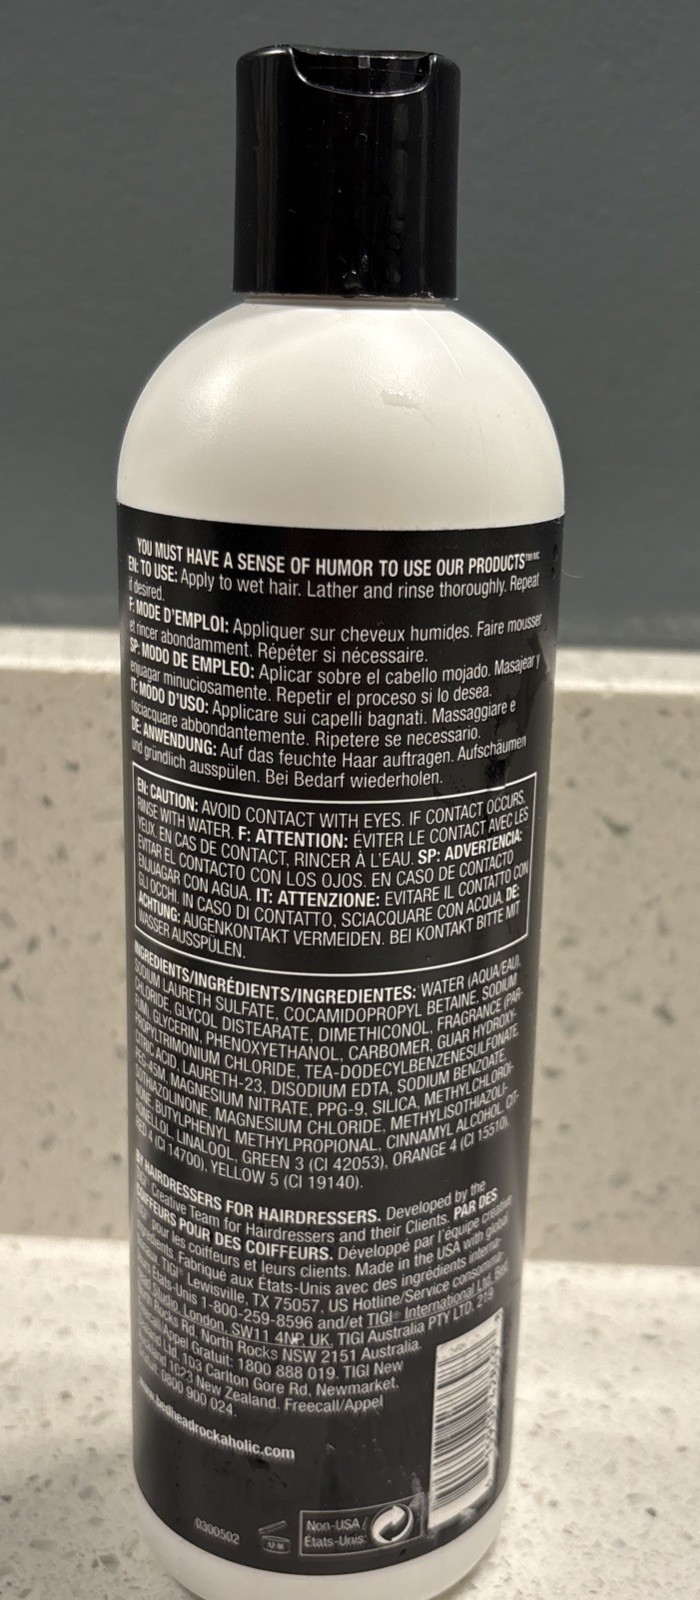 YOU MUST HAVE A SENSE OF HUMOR TO USE OUR PRODUCTS™/MC
EN: TO USE: Apply to wet hair. Lather and rinse thoroughly. Repeat
if desired.
F: MODE D'EMPLOI: Appliquer sur cheveux humides. Faire mousser
et rincer abondamment. Répéter si nécessaire.
SP: MODO DE EMPLEO: Aplicar sobre el cabello mojado. Masajear y
enjuagar minuciosamente. Repetir el proceso si lo desea.
IT: MODO D'USO: Applicare sui capelli bagnati. Massaggiare e
risciacquare abbondantemente. Ripetere se necessario.
DE: ANWENDUNG: Auf das feuchte Haar auftragen. Aufschäumen
und gründlich ausspülen. Bei Bedarf wiederholen.
EN: CAUTION: AVOID CONTACT WITH EYES. IF CONTACT OCCURS,
RINSE WITH WATER. F: ATTENTION: ÉVITER LE CONTACT AVEC LES
YEUX. EN CAS DE CONTACT, RINCER À L'EAU. SP: ADVERTENCIA:
EVITAR EL CONTACTO CON LOS OJOS. EN CASO DE CONTACTO
ENJUAGAR CON AGUA. IT: ATTENZIONE: EVITARE IL CONTATTO CON
GLI OCCHI. IN CASO DI CONTATTO, SCIACQUARE CON ACQUA. DE:
ACHTUNG: AUGENKONTAKT VERMEIDEN. BEI KONTAKT BITTE MIT
WASSER AUSSPÜLEN.
INGREDIENTS/INGRÉDIENTS/INGREDIENTES: WATER (AQUA/EAU),
SODIUM LAURETH SULFATE, COCAMIDOPROPYL BETAINE, SODIUM
CHLORIDE, GLYCOL DISTEARATE, DIMETHICONOL, FRAGRANCE (PAR-
FUM), GLYCERIN, PHENOXYETHANOL, CARBOMER, GUAR HYDROXY-
PROPYLTRIMONIUM CHLORIDE, TEA-DODECYLBENZENESULFONATE,
CITRIC ACID, LAURETH-23, DISODIUM EDTA, SODIUM BENZOATE,
PEG-45M, MAGNESIUM NITRATE, PPG-9, SILICA, METHYLCHLOROI-
SOTHIAZOLINONE, MAGNESIUM CHLORIDE, METHYLISOTHIAZOLI-
NONE, BUTYLPHENYL METHYLPROPIONAL, CINNAMYL ALCOHOL, CIT-
RONELLOL, LINALOOL, GREEN 3 (CI 42053), ORANGE 4 (CI 15510),
RED 4 (CI 14700), YELLOW 5 (CI 19140).
BY HAIRDRESSERS FOR HAIRDRESSERS. Developed by the
TIGI® Creative Team for Hairdressers and their Clients. PAR DES
COIFFEURS POUR DES COIFFEURS. Développé par l'équipe créative
TIGI® pour les coiffeurs et leurs clients. Made in the USA with global
ingredients. Fabriqué aux États-Unis avec des ingrédients interna-
tionaux. TIGI® Lewisville, TX 75057. US Hotline/Service consomm.
États-Unis 1-800-259-8596 and/et TIGI® International Ltd, Bed
Head Studio, London, SW11 4NP, UK. TIGI Australia PTY LTD, 219
North Rocks Rd, North Rocks NSW 2151 Australia.
Appel Gratuit: 1800 888 019. TIGI New
Zealand Ltd, 103 Carlton Gore Rd, Newmarket,
1023 New Zealand. Freecall/Appel
0800 900 024.
www.bedheadrockaholic.com
0300502
12 M
Non-USA/
États-Unis: